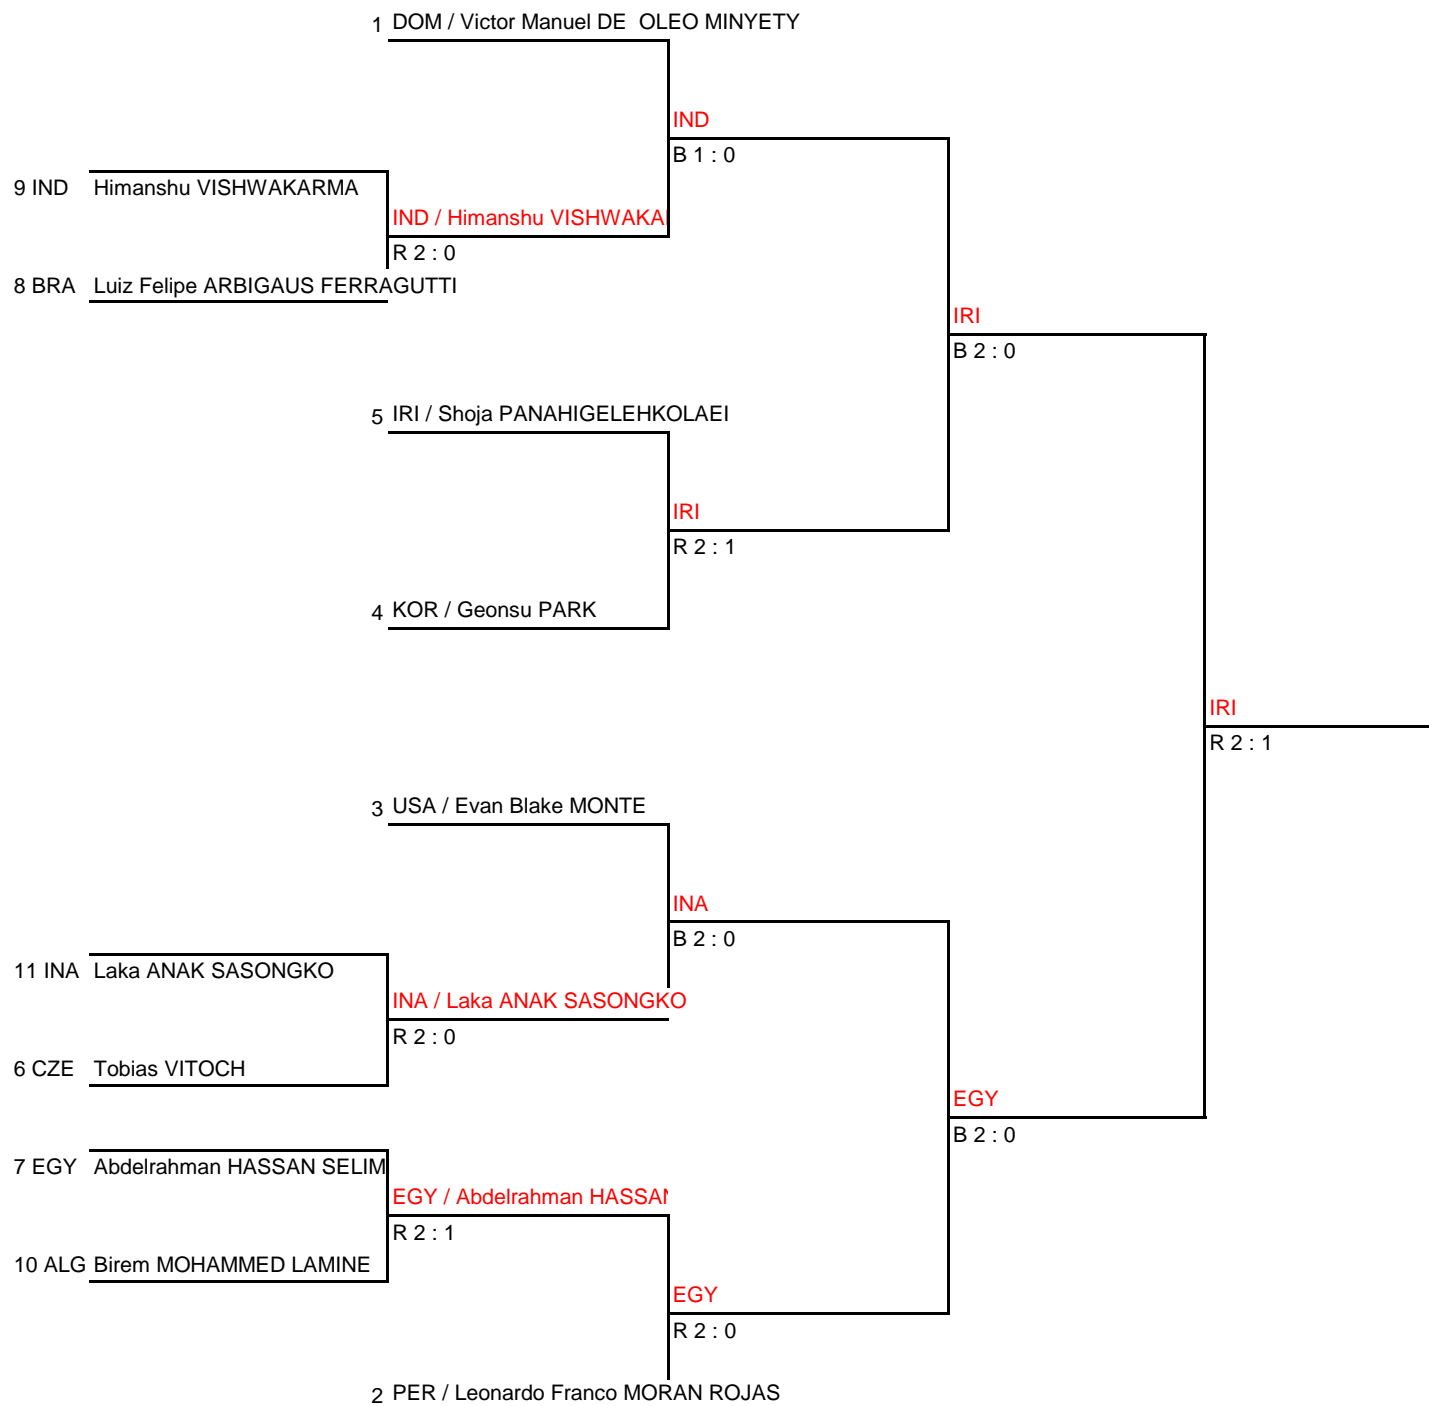 1 DOM / Victor Manuel DE  OLEO MINYETY
IND
B 1 : 0
9 IND Himanshu VISHWAKARMA
IND / Himanshu VISHWAKA
R 2 : 0
8 BRA Luiz Felipe ARBIGAUS FERRAGUTTI
IRI
B 2 : 0
5 IRI / Shoja PANAHIGELEHKOLAEI
IRI
R 2 : 1
4 KOR / Geonsu PARK
IRI
R 2 : 1
3 USA / Evan Blake MONTE
INA
B 2 : 0
11 INA Laka ANAK SASONGKO
INA / Laka ANAK SASONGKO
R 2 : 0
6 CZE Tobias VITOCH
EGY
B 2 : 0
7 EGY Abdelrahman HASSAN SELIM
EGY / Abdelrahman HASSAN
R 2 : 1
10 ALG Birem MOHAMMED LAMINE
EGY
R 2 : 0
2 PER / Leonardo Franco MORAN ROJAS